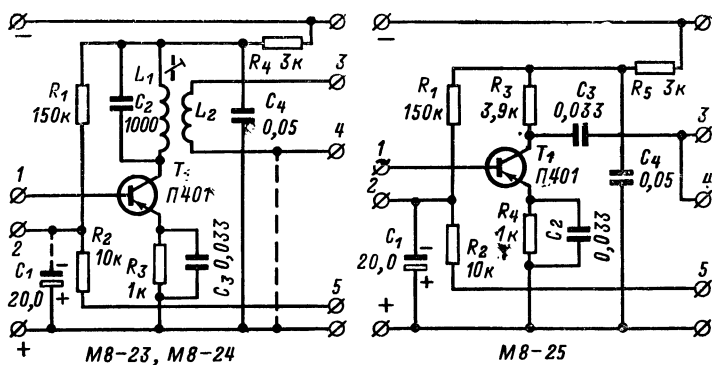 −
R4 3к
3
L1
R1
150к
C2
1000
L2
C4
0,05
4
T1
П401
1
2
R2
10к
C1
20,0
−
+
R3
1к
C3 0,033
5
+
М8-23, М8-24
−
R1
150к
R3
3,9к
C3
0,033
R5 3к
3
T1
П401
C4
0,05
4
1
2
R4
1к
C2
0,033
C1
20,0
−
+
R2
10к
5
+
М8-25